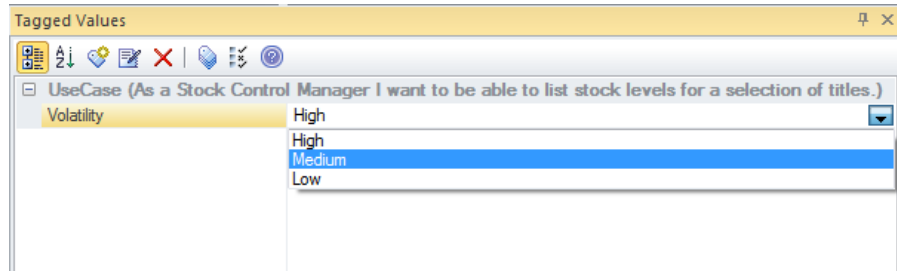 Tagged Values
UseCase (As a Stock Control Manager I want to be able to list stock levels for a selection of titles.)
Volatility High
High
Medium
Low